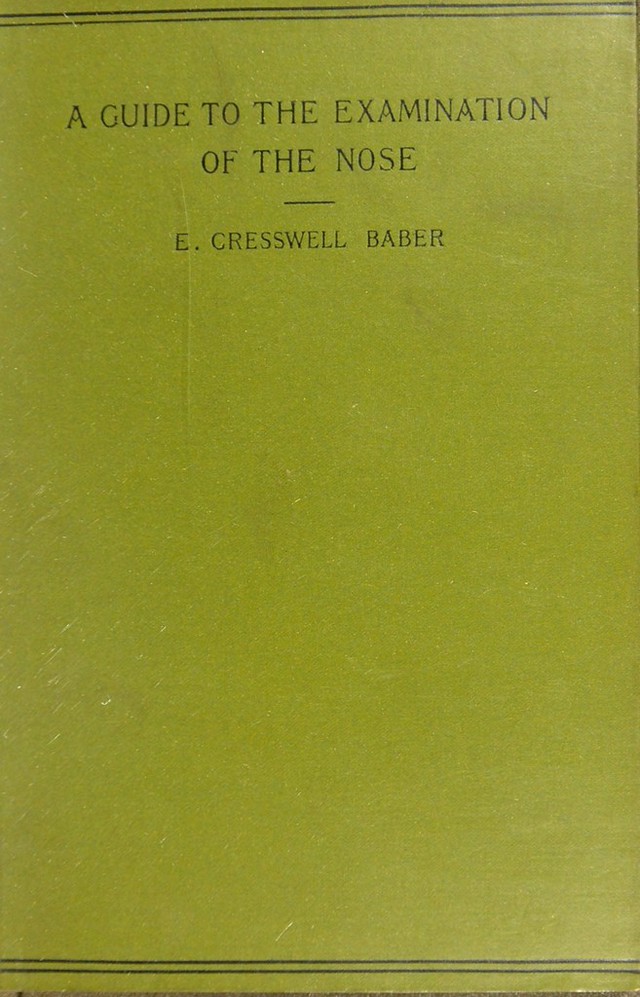 A GUIDE TO THE EXAMINATION
OF THE NOSE
E. CRESSWELL BABER